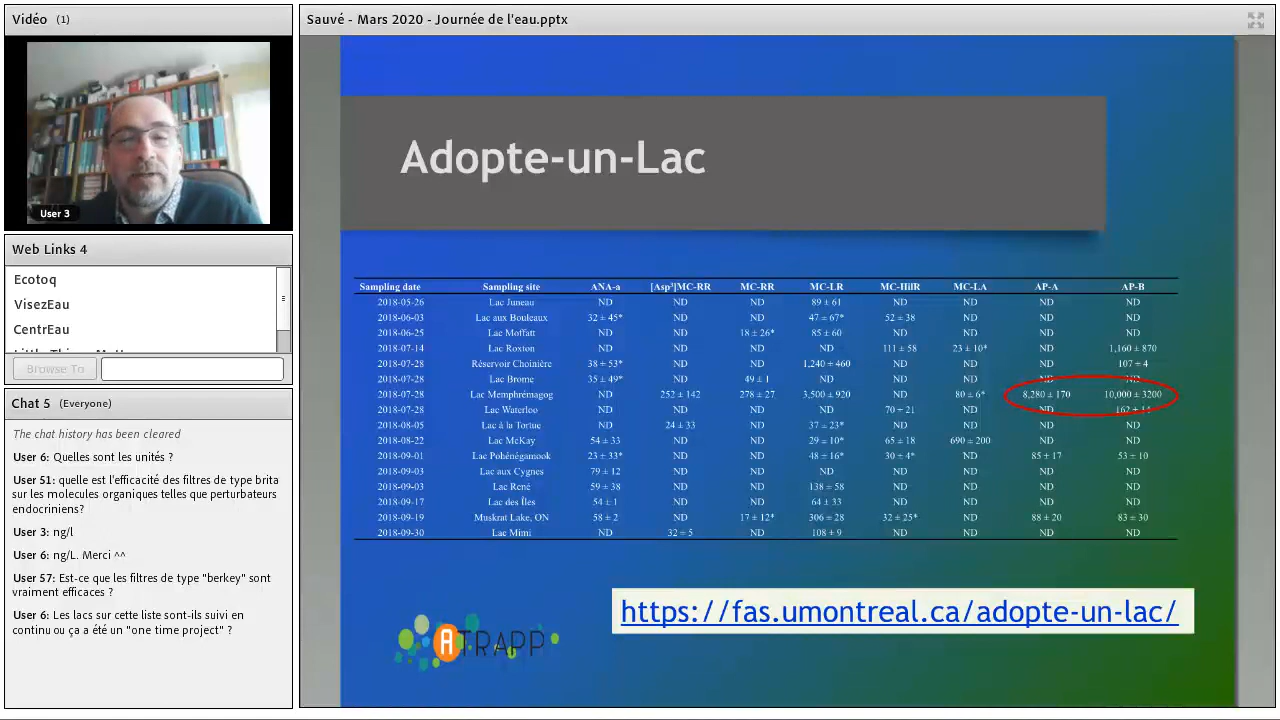 Vidéo (1)
User 3
Web Links 4
Ecotoq
VisezEau
CentrEau
Browse To
Chat 5 (Everyone)
The chat history has been cleared
User 6: Quelles sont les unités ?
User 51: quelle est l'efficacité des filtres de type brita
sur les molecules organiques telles que perturbateurs
endocriniens?
User 3: ng/l
User 6: ng/L. Merci ^^
User 57: Est-ce que les filtres de type "berkey" sont
vraiment efficaces ?
User 6: Les lacs sur cette liste sont-ils suivi en
continu ou ça a été un "one time project" ?
Sauvé - Mars 2020 - Journée de l'eau.pptx
Adopte-un-Lac
Sampling date Sampling site ANA-a [Asp³]MC-RR MC-RR MC-LR MC-HilR MC-LA AP-A AP-B
2018-05-26 Lac Juneau ND ND ND 89 ± 61 ND ND ND ND
2018-06-03 Lac aux Bouleaux 32 ± 45* ND ND 47 ± 67* 52 ± 38 ND ND ND
2018-06-25 Lac Moffatt ND ND 18 ± 26* 85 ± 60 ND ND ND ND
2018-07-14 Lac Roxton ND ND ND ND 111 ± 58 23 ± 10* ND 1,160 ± 870
2018-07-28 Réservoir Choinière 38 ± 53* ND ND 1,240 ± 460 ND ND ND 107 ± 4
2018-07-28 Lac Brome 35 ± 49* ND 49 ± 1 ND ND ND ND ND
2018-07-28 Lac Memphrémagog ND 252 ± 142 278 ± 27 3,500 ± 920 ND 80 ± 6* 8,280 ± 170 10,000 ± 3200
2018-07-28 Lac Waterloo ND ND ND ND 70 ± 21 ND ND 162 ± 14
2018-08-05 Lac à la Tortue ND 24 ± 33 ND 37 ± 23* ND ND ND ND
2018-08-22 Lac McKay 54 ± 33 ND ND 29 ± 10* 65 ± 18 690 ± 200 ND ND
2018-09-01 Lac Pohénégamook 23 ± 33* ND ND 48 ± 16* 30 ± 4* ND 85 ± 17 53 ± 10
2018-09-03 Lac aux Cygnes 79 ± 12 ND ND ND ND ND ND ND
2018-09-03 Lac René 59 ± 38 ND ND 138 ± 58 ND ND ND ND
2018-09-17 Lac des Îles 54 ± 1 ND ND 64 ± 33 ND ND ND ND
2018-09-19 Muskrat Lake, ON 58 ± 2 ND 17 ± 12* 306 ± 28 32 ± 25* ND 88 ± 20 83 ± 30
2018-09-30 Lac Mimi ND 32 ± 5 ND 108 ± 9 ND ND ND ND
https://fas.umontreal.ca/adopte-un-lac/
ATRAPP